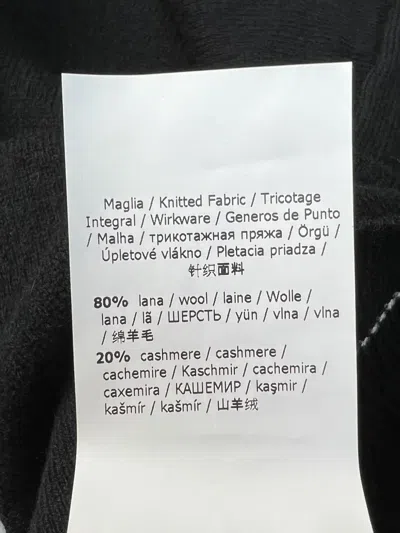 Maglia / Knitted Fabric / Tricotage
Integral / Wirkware / Generos de Punto
/ Malha / трикотажная пряжа / Örgü /
Úpletové vlákno / Pletacia priadza /
针织面料
80% lana / wool / laine / Wolle /
lana / lã / ШЕРСТЬ / yün / vlna / vlna
/ 绵羊毛
20% cashmere / cashmere /
cachemire / Kaschmir / cachemira /
caxemira / КАШЕМИР / kaşmir /
kašmír / kašmír / 山羊绒